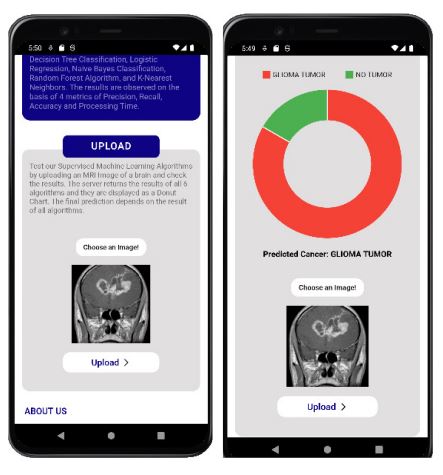 5:50
Decision Tree Classification, Logistic
Regression, Naive Bayes Classification,
Random Forest Algorithm, and K-Nearest
Neighbors. The results are observed on the
basis of 4 metrics of Precision, Recall,
Accuracy and Processing Time.
UPLOAD
Test our Supervised Machine Learning Algorithms
by uploading an MRI Image of a brain and check
the results. The server returns the results of all 6
algorithms and they are displayed as a Donut
Chart. The final prediction depends on the result
of all algorithms.
Choose an Image!
Upload >
ABOUT US
5:49
GLIOMA TUMOR
NO TUMOR
Predicted Cancer: GLIOMA TUMOR
Choose an Image!
Upload >